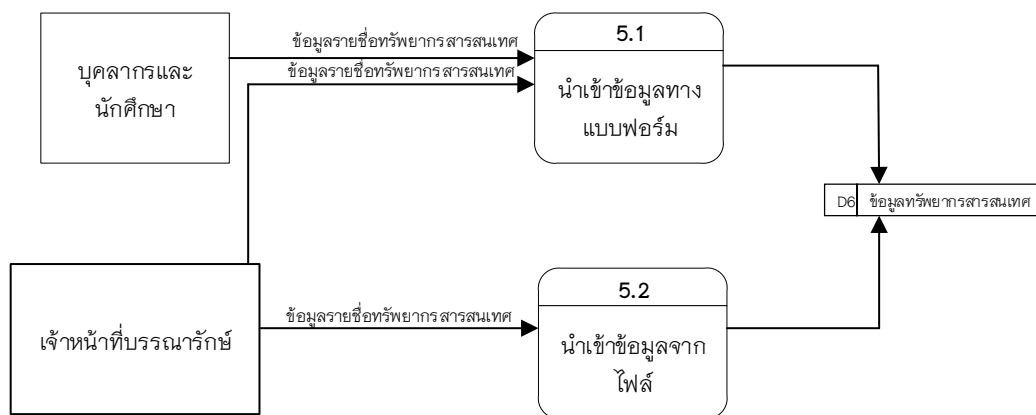 5.1
ข้อมูลรายชื่อทรัพยากรสารสนเทศ
ข้อมูลรายชื่อทรัพยากรสารสนเทศ
บุคลากรและ
นักศึกษา
นำเข้าข้อมูลทาง
แบบฟอร์ม
D6 ข้อมูลทรัพยากรสารสนเทศ
5.2
ข้อมูลรายชื่อทรัพยากรสารสนเทศ
เจ้าหน้าที่บรรณารักษ์
นำเข้าข้อมูลจาก
ไฟล์